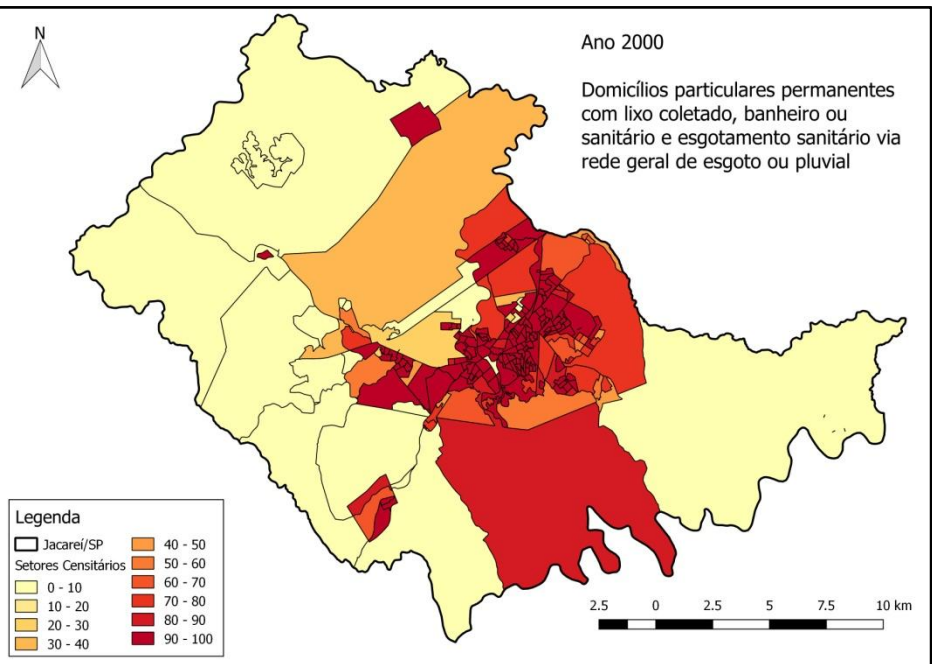 N
Ano 2000
Domicílios particulares permanentes
com lixo coletado, banheiro ou
sanitário e esgotamento sanitário via
rede geral de esgoto ou pluvial
Legenda
Jacareí/SP
Setores Censitários
0 - 10
10 - 20
20 - 30
30 - 40
40 - 50
50 - 60
60 - 70
70 - 80
80 - 90
90 - 100
2.5 0 2.5 5 7.5 10 km